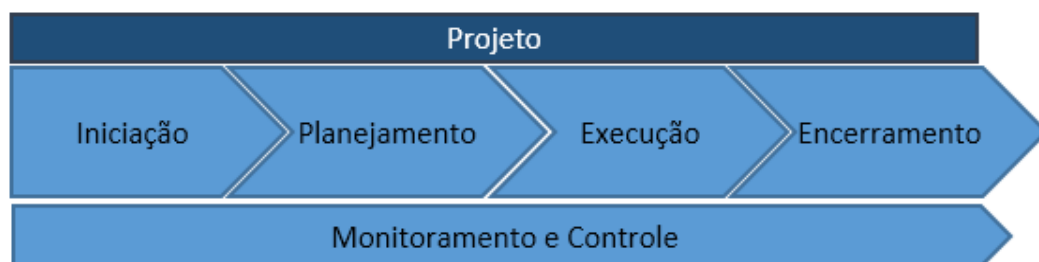 Projeto
Iniciação Planejamento Execução Encerramento
Monitoramento e Controle